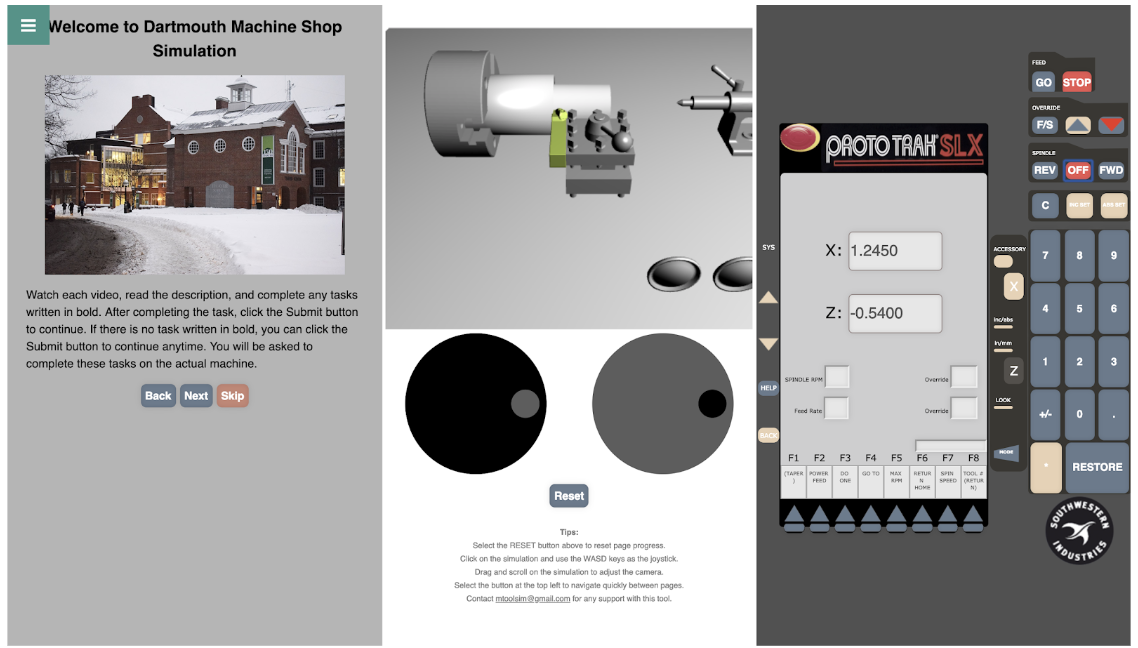 Welcome to Dartmouth Machine Shop
Simulation
Watch each video, read the description, and complete any tasks
written in bold. After completing the task, click the Submit button
to continue. If there is no task written in bold, you can click the
Submit button to continue anytime. You will be asked to
complete these tasks on the actual machine.
Back Next Skip
Reset
Tips:
Select the RESET button above to reset page progress.
Click on the simulation and use the WASD keys as the joystick.
Drag and scroll on the simulation to adjust the camera.
Select the button at the top left to navigate quickly between pages.
Contact mtoolsim@gmail.com for any support with this tool.
PROTO TRAK SLX
SYS
X: 1.2450
Z: -0.5400
HELP
BACK
SPINDLE RPM Override
Feed Rate Override
F1 F2 F3 F4 F5 F6 F7 F8
(TAPER
)
POWER
FEED
DO
ONE
GO TO
MAX
RPM
RETUR
N
HOME
SPIN
SPEED
TOOL #
(RETUR
N)
FEED
GO STOP
OVERRIDE
F/S
SPINDLE
REV OFF FWD
C INC SET ABS SET
ACCESSORY
X
inc/abs
in/mm
Z
LOOK
MODE
7 8 9
4 5 6
1 2 3
+/- 0 .
* RESTORE
SOUTHWESTERN
INDUSTRIES